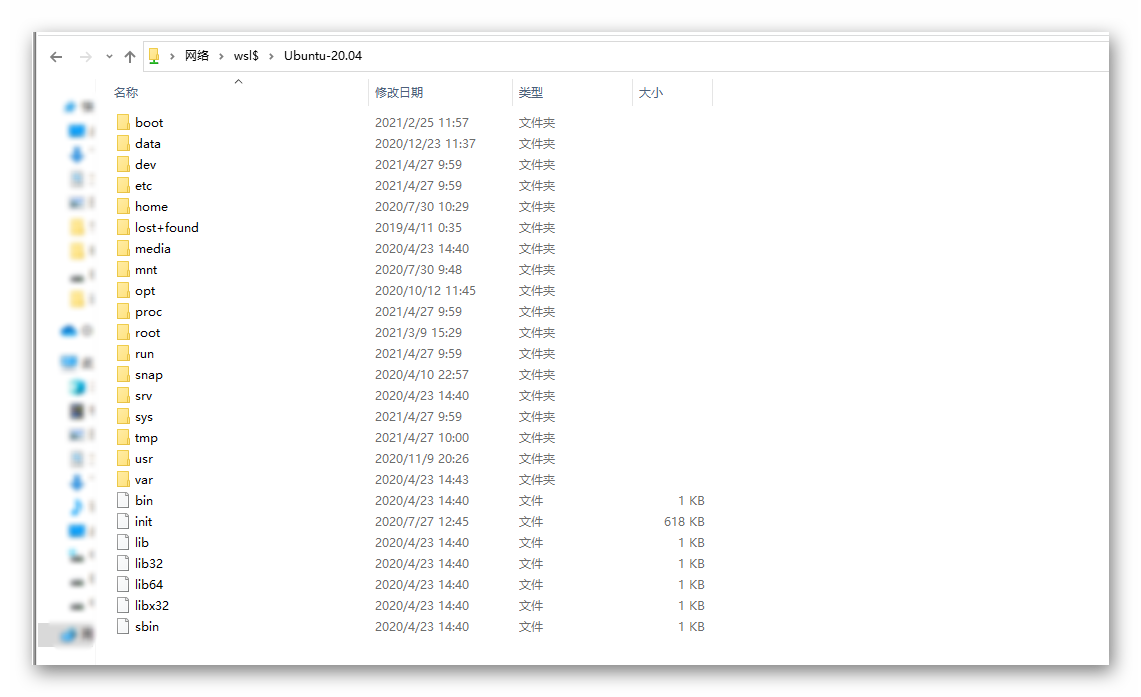 网络 wsl$ Ubuntu-20.04
名称 修改日期 类型 大小
boot 2021/2/25 11:57 文件夹
data 2020/12/23 11:37 文件夹
dev 2021/4/27 9:59 文件夹
etc 2021/4/27 9:59 文件夹
home 2020/7/30 10:29 文件夹
lost+found 2019/4/11 0:35 文件夹
media 2020/4/23 14:40 文件夹
mnt 2020/7/30 9:48 文件夹
opt 2020/10/12 11:45 文件夹
proc 2021/4/27 9:59 文件夹
root 2021/3/9 15:29 文件夹
run 2021/4/27 9:59 文件夹
snap 2020/4/10 22:57 文件夹
srv 2020/4/23 14:40 文件夹
sys 2021/4/27 9:59 文件夹
tmp 2021/4/27 10:00 文件夹
usr 2020/11/9 20:26 文件夹
var 2020/4/23 14:43 文件夹
bin 2020/4/23 14:40 文件 1 KB
init 2020/7/27 12:45 文件 618 KB
lib 2020/4/23 14:40 文件 1 KB
lib32 2020/4/23 14:40 文件 1 KB
lib64 2020/4/23 14:40 文件 1 KB
libx32 2020/4/23 14:40 文件 1 KB
sbin 2020/4/23 14:40 文件 1 KB